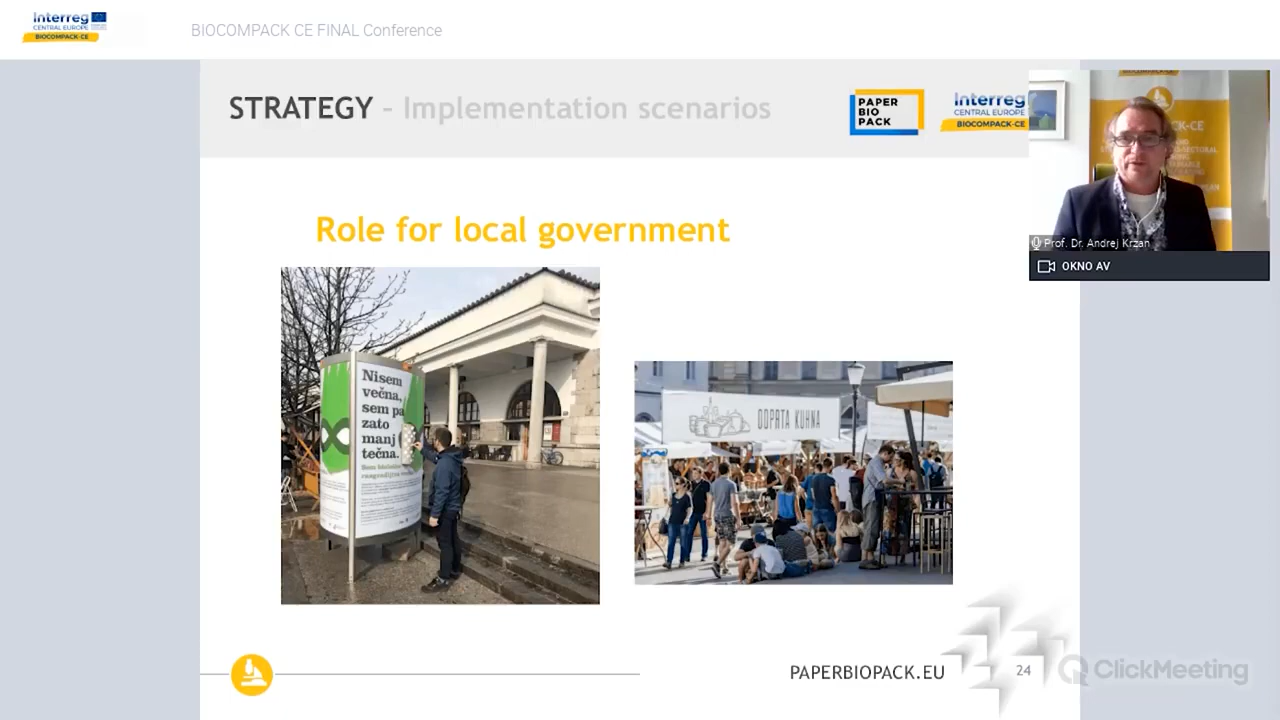 Interreg
CENTRAL EUROPE
BIOCOMPACK-CE
BIOCOMPACK CE FINAL Conference
STRATEGY - Implementation scenarios
PAPER
BIO
PACK
Interreg
CENTRAL EUROPE
BIOCOMPACK-CE
CK-CE
Prof. Dr. Andrej Kržan
OKNO AV
Role for local government
Nisem
večna,
sem pa
zato
manj
tečna.
ODPRTA KUHNA
PAPERBIOPACK.EU
24
ClickMeeting